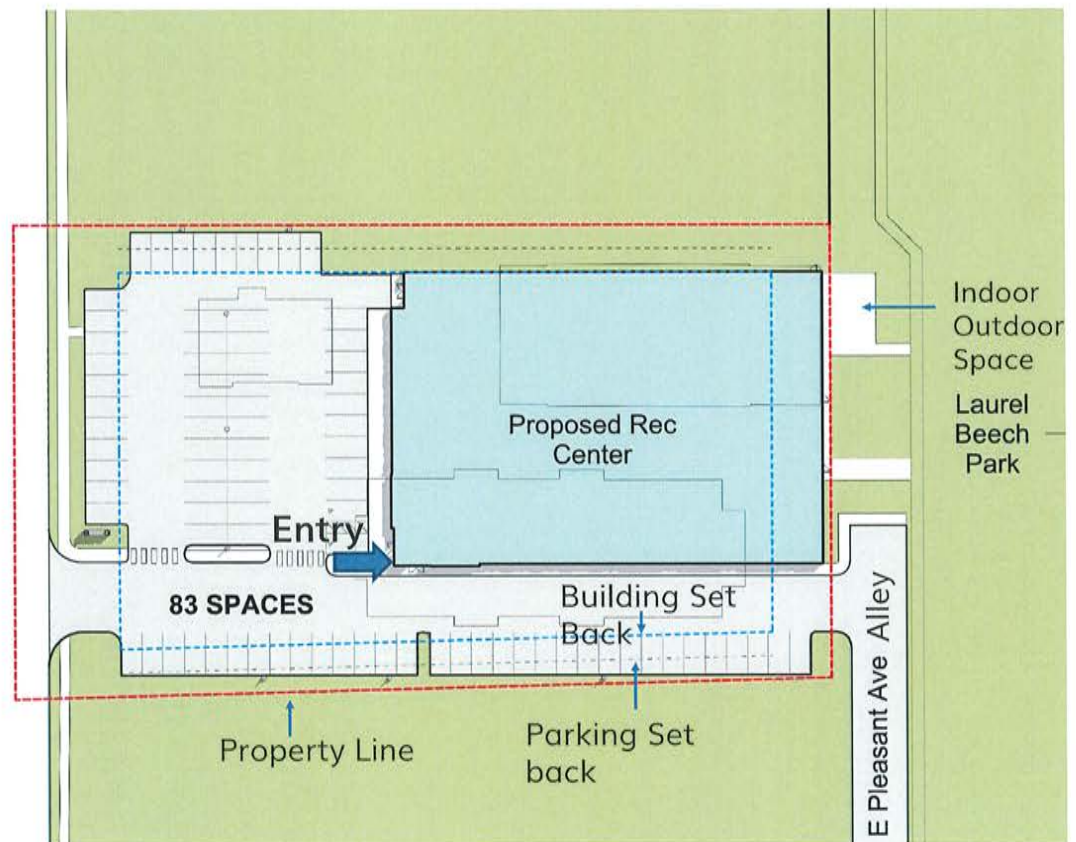 Indoor
Outdoor
Space
Laurel
Beech
Park
Proposed Rec
Center
Entry
83 SPACES
Building Set
Back
Property Line
Parking Set
back
E Pleasant Ave Alley